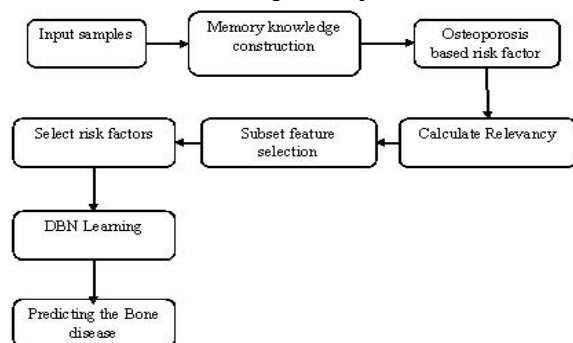 Input samples
Memory knowledge
construction
Osteoporosis
based risk factor
Select risk factors
Subset feature
selection
Calculate Relevancy
DBN Learning
Predicting the Bone
disease